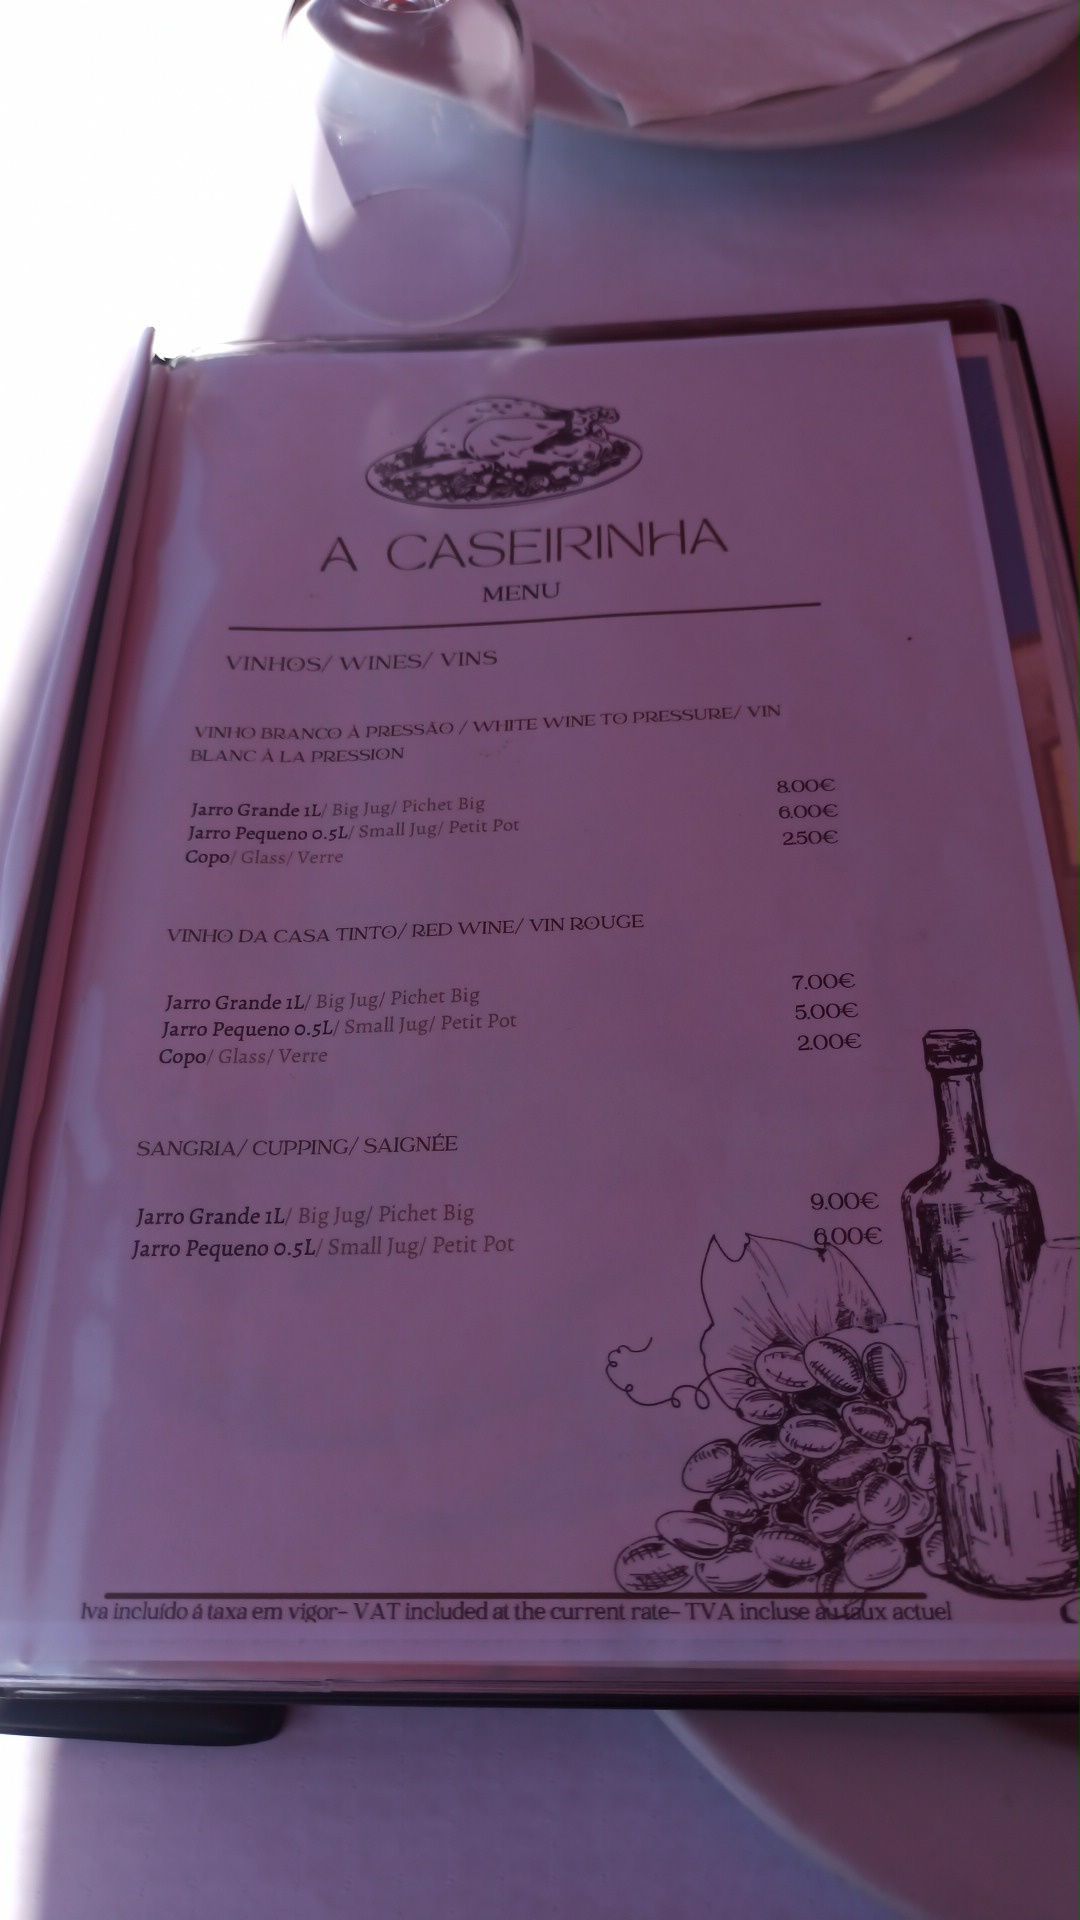 A CASEIRINHA
MENU
VINHOS/ WINES/ VINS
VINHO BRANCO À PRESSÃO / WHITE WINE TO PRESSURE/ VIN
BLANC À LA PRESSION
Jarro Grande 1L/ Big Jug/ Pichet Big 8.00€
Jarro Pequeno 0.5L/ Small Jug/ Petit Pot 6.00€
Copo/ Glass/ Verre 2.50€
VINHO DA CASA TINTO/ RED WINE/ VIN ROUGE
Jarro Grande 1L/ Big Jug/ Pichet Big 7.00€
Jarro Pequeno 0.5L/ Small Jug/ Petit Pot 5.00€
Copo/ Glass/ Verre 2.00€
SANGRIA/ CUPPING/ SAIGNÉE
Jarro Grande 1L/ Big Jug/ Pichet Big 9.00€
Jarro Pequeno 0.5L/ Small Jug/ Petit Pot 6.00€
Iva incluído á taxa em vigor– VAT included at the current rate– TVA incluse au taux actuel